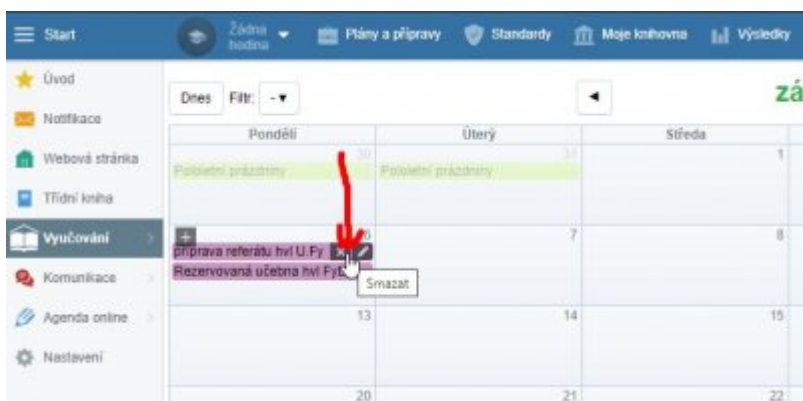 Start
Žádná
hodina
Plány a přípravy
Standardy
Moje knihovna
Výsledky
Úvod
Notifikace
Webová stránka
Třídní kniha
Vyučování
Komunikace
Agenda online
Nastavení
Dnes Filtr: -
zá
Pondělí Úterý Středa
30 31 1
Pololetní prázdniny Pololetní prázdniny
6 7 8
příprava referátu hvl U.Fy
Rezervovaná učebna hvl
Smazat
13 14 15
20 21 22